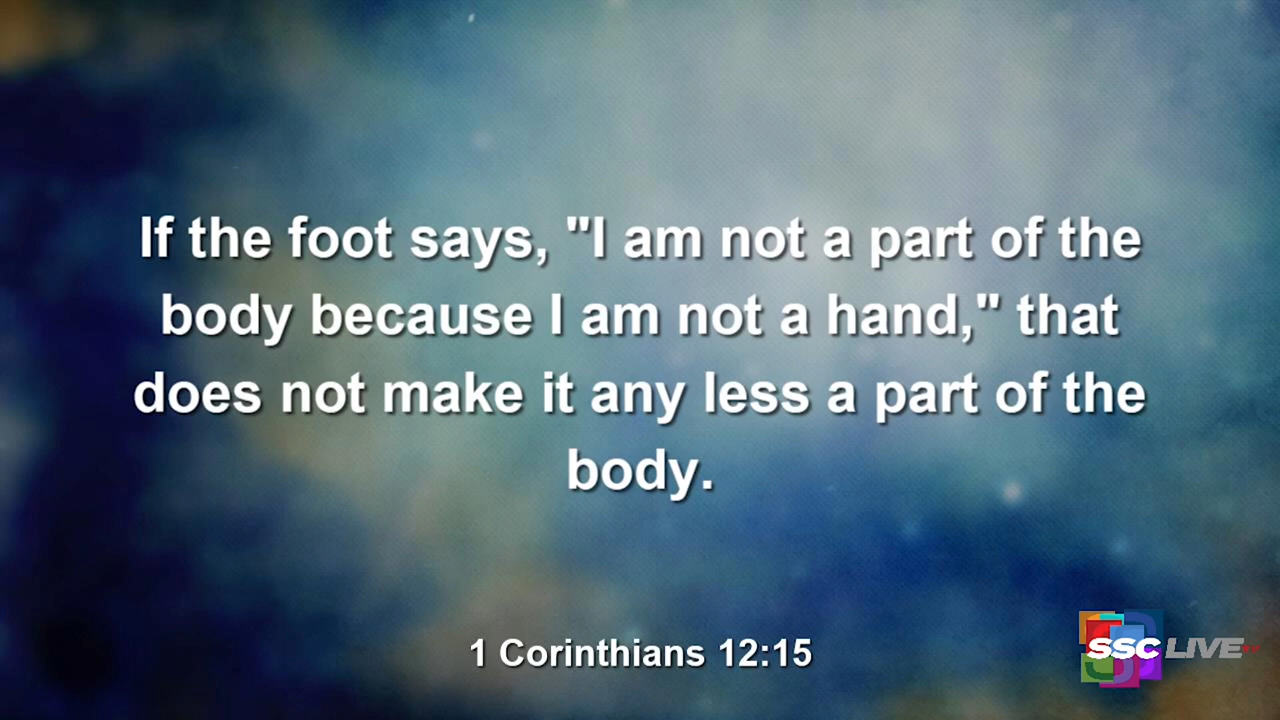 If the foot says, "I am not a part of the
body because I am not a hand," that
does not make it any less a part of the
body.
1 Corinthians 12:15
SSC LIVE